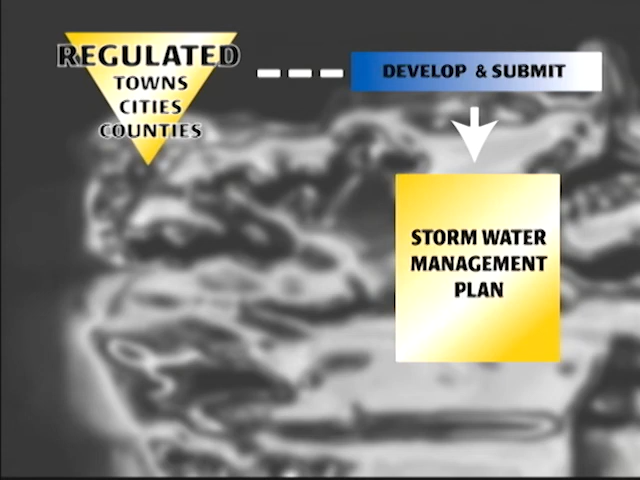 REGULATED
TOWNS
CITIES
COUNTIES
DEVELOP & SUBMIT
STORM WATER
MANAGEMENT
PLAN